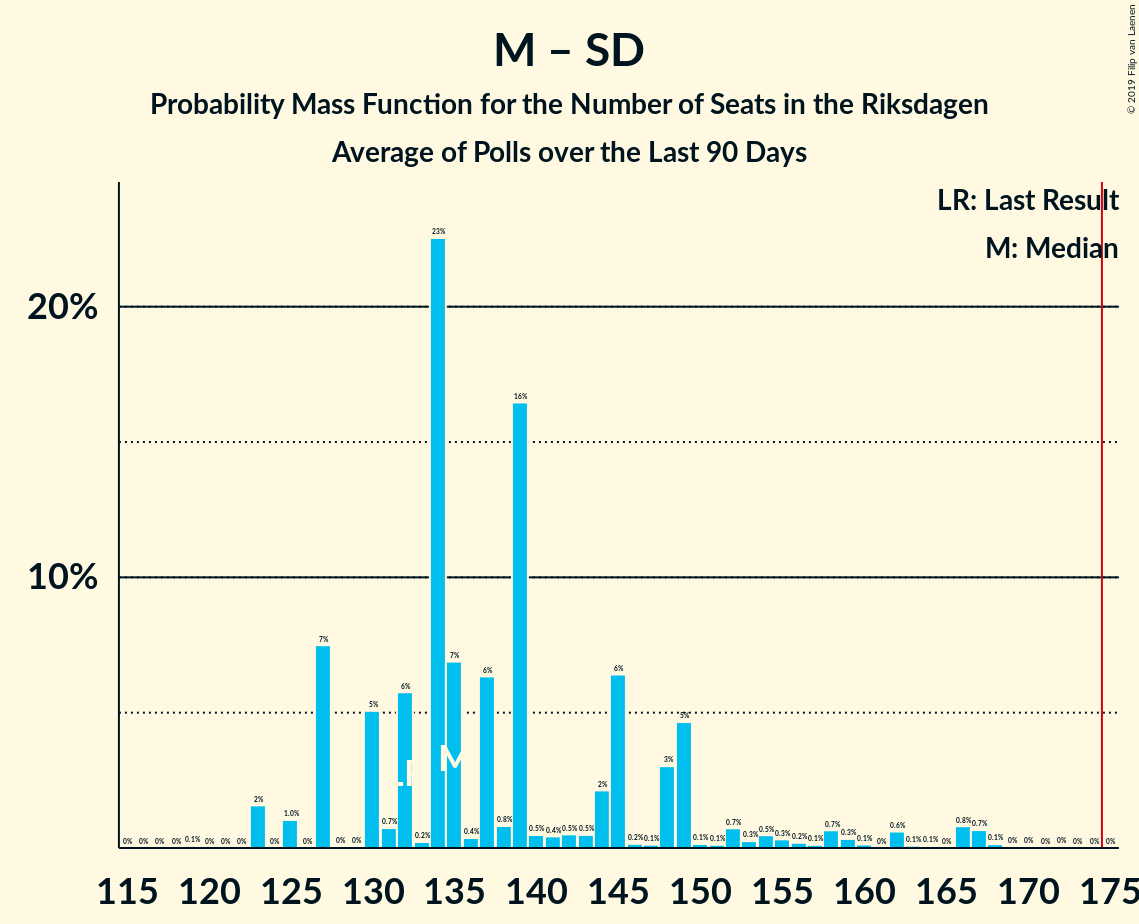 M – SD
Probability Mass Function for the Number of Seats in the Riksdagen
Average of Polls over the Last 90 Days
© 2019 Filip van Laenen
LR: Last Result
M: Median
20%
10%
0% 0% 0% 0% 0.1% 0% 0% 0% 2% 0% 1.0% 0% 7% 0% 0% 5% 0.7% 6% 0.2% 23% 7% 0.4% 6% 0.8% 16% 0.5% 0.4% 0.5% 0.5% 2% 6% 0.2% 0.1% 3% 5% 0.1% 0.1% 0.7% 0.3% 0.5% 0.3% 0.2% 0.1% 0.7% 0.3% 0.1% 0% 0.6% 0.1% 0.1% 0% 0.8% 0.7% 0.1% 0% 0% 0% 0% 0% 0% 0%
LR M
115 120 125 130 135 140 145 150 155 160 165 170 175